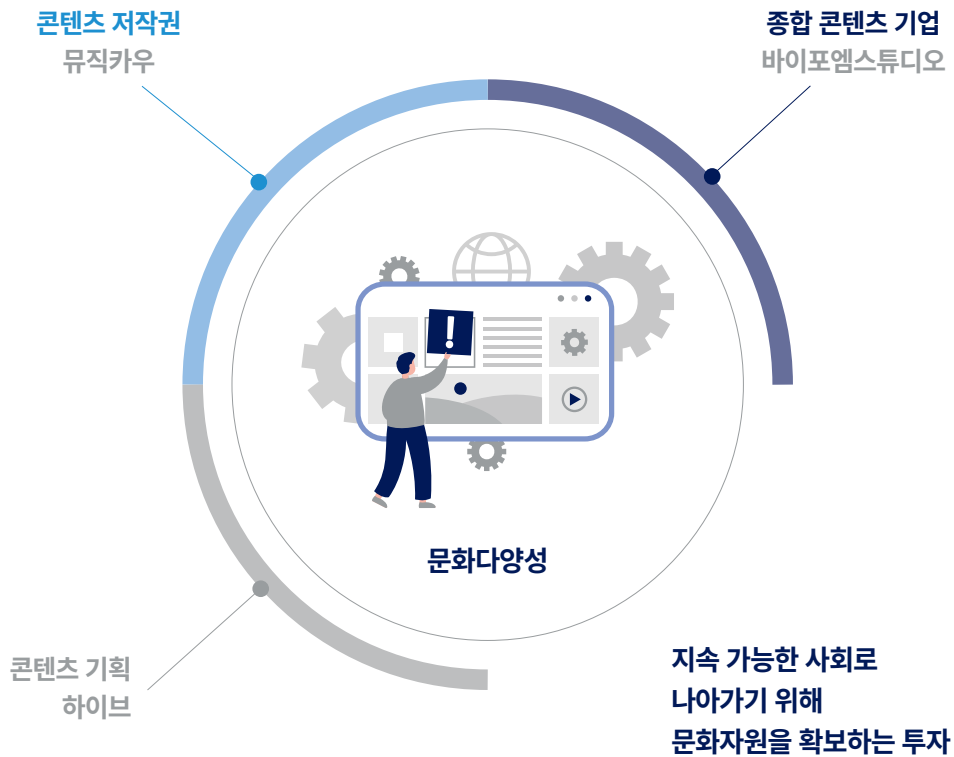 콘텐츠 저작권
뮤직카우
종합 콘텐츠 기업
바이포엠스튜디오
문화다양성
콘텐츠 기획
하이브
지속 가능한 사회로
나아가기 위해
문화자원을 확보하는 투자